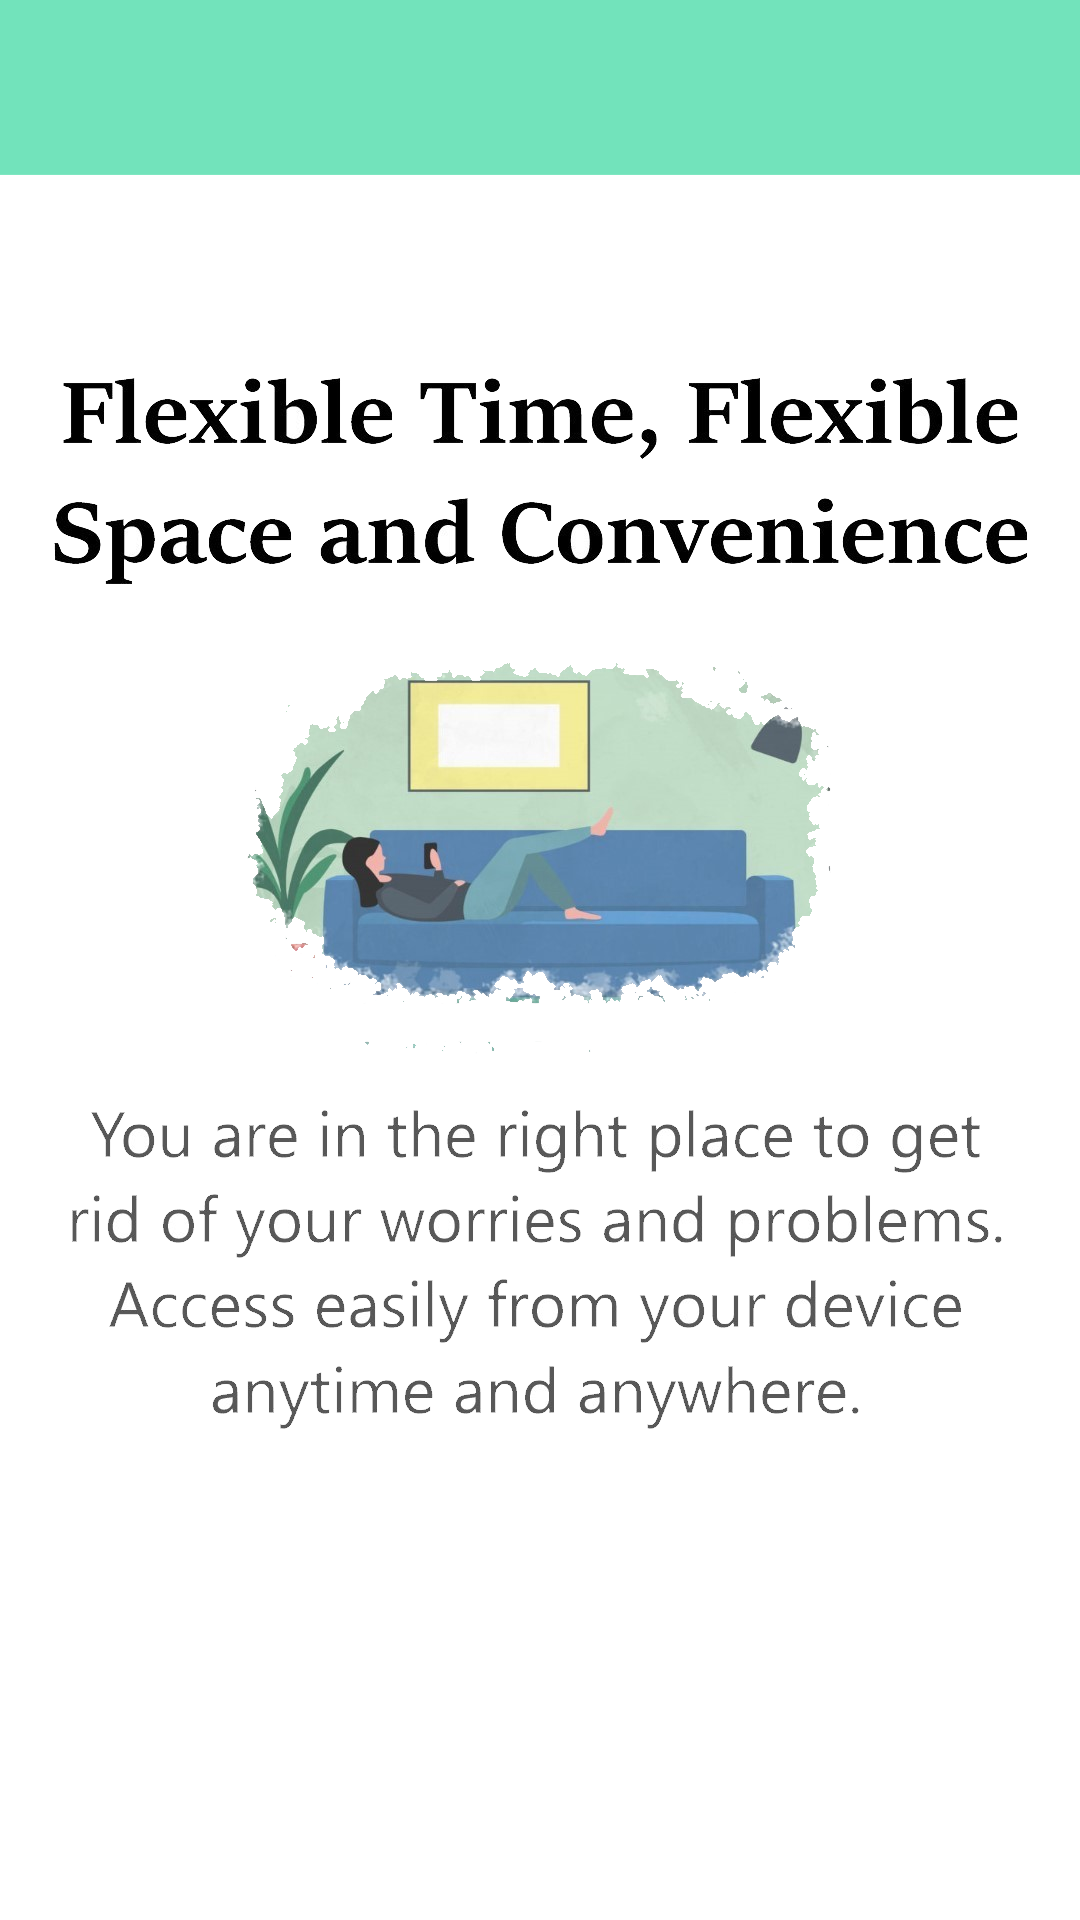 Flexible Time, Flexible
Space and Convenience
You are in the right place to get
rid of your worries and problems.
Access easily from your device
anytime and anywhere.